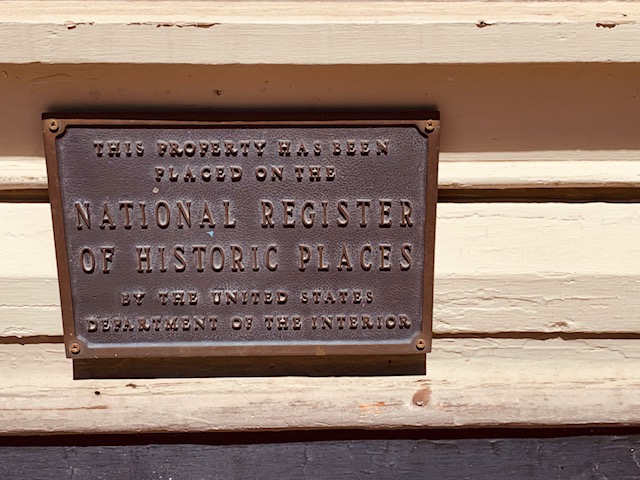 THIS PROPERTY HAS BEEN
PLACED ON THE
NATIONAL REGISTER
OF HISTORIC PLACES
BY THE UNITED STATES
DEPARTMENT OF THE INTERIOR